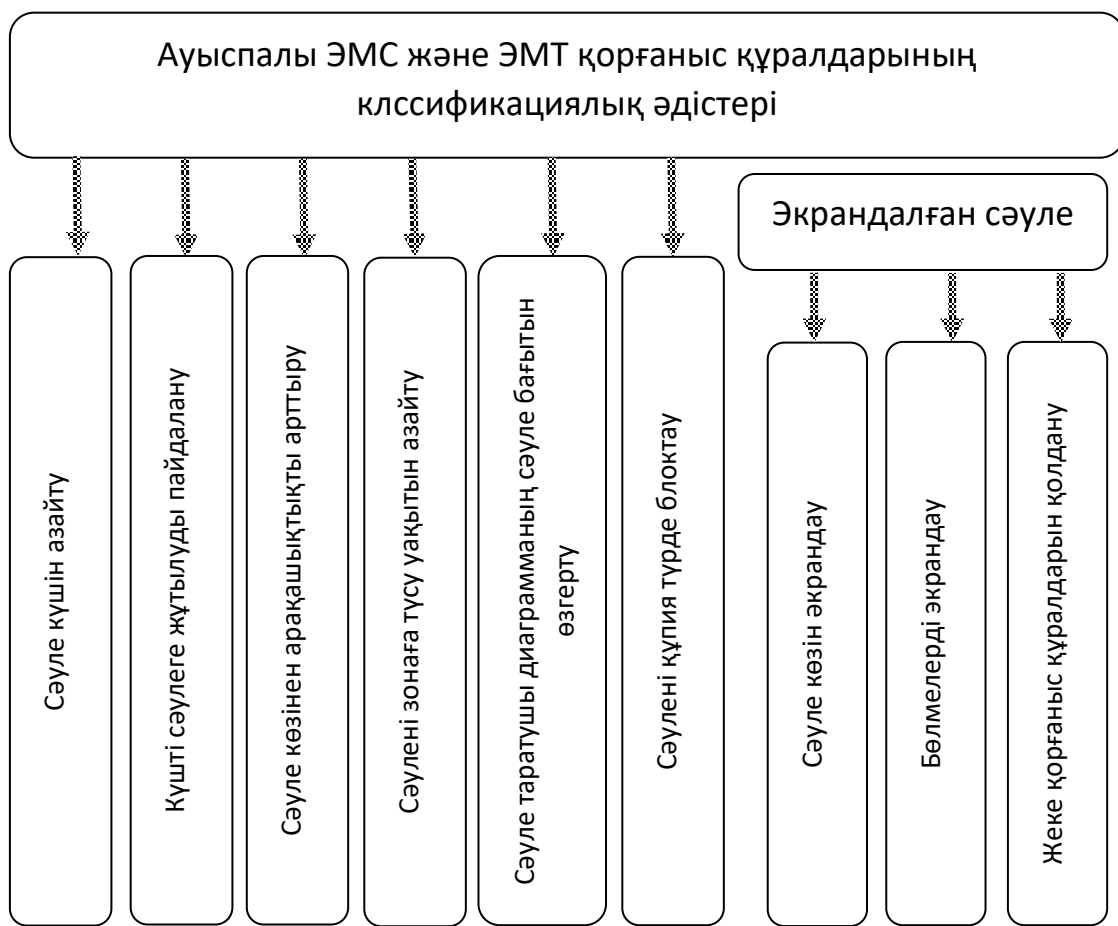 Ауыспалы ЭМС және ЭМТ қорғаныс құралдарының
клссификациялық әдістері
Экрандалған сәуле
Сәуле күшін азайту
Күшті сәулеге жұтылуды пайдалану
Сәуле көзінен арақашықтықты арттыру
Сәулені зонаға түсу уақытын азайту
Сәуле таратушы диаграмманың сәуле бағытын
өзгерту
Сәулені құпия түрде блоктау
Сәуле көзін экрандау
Бөлмелерді экрандау
Жеке қорғаныс құралдарын қолдану